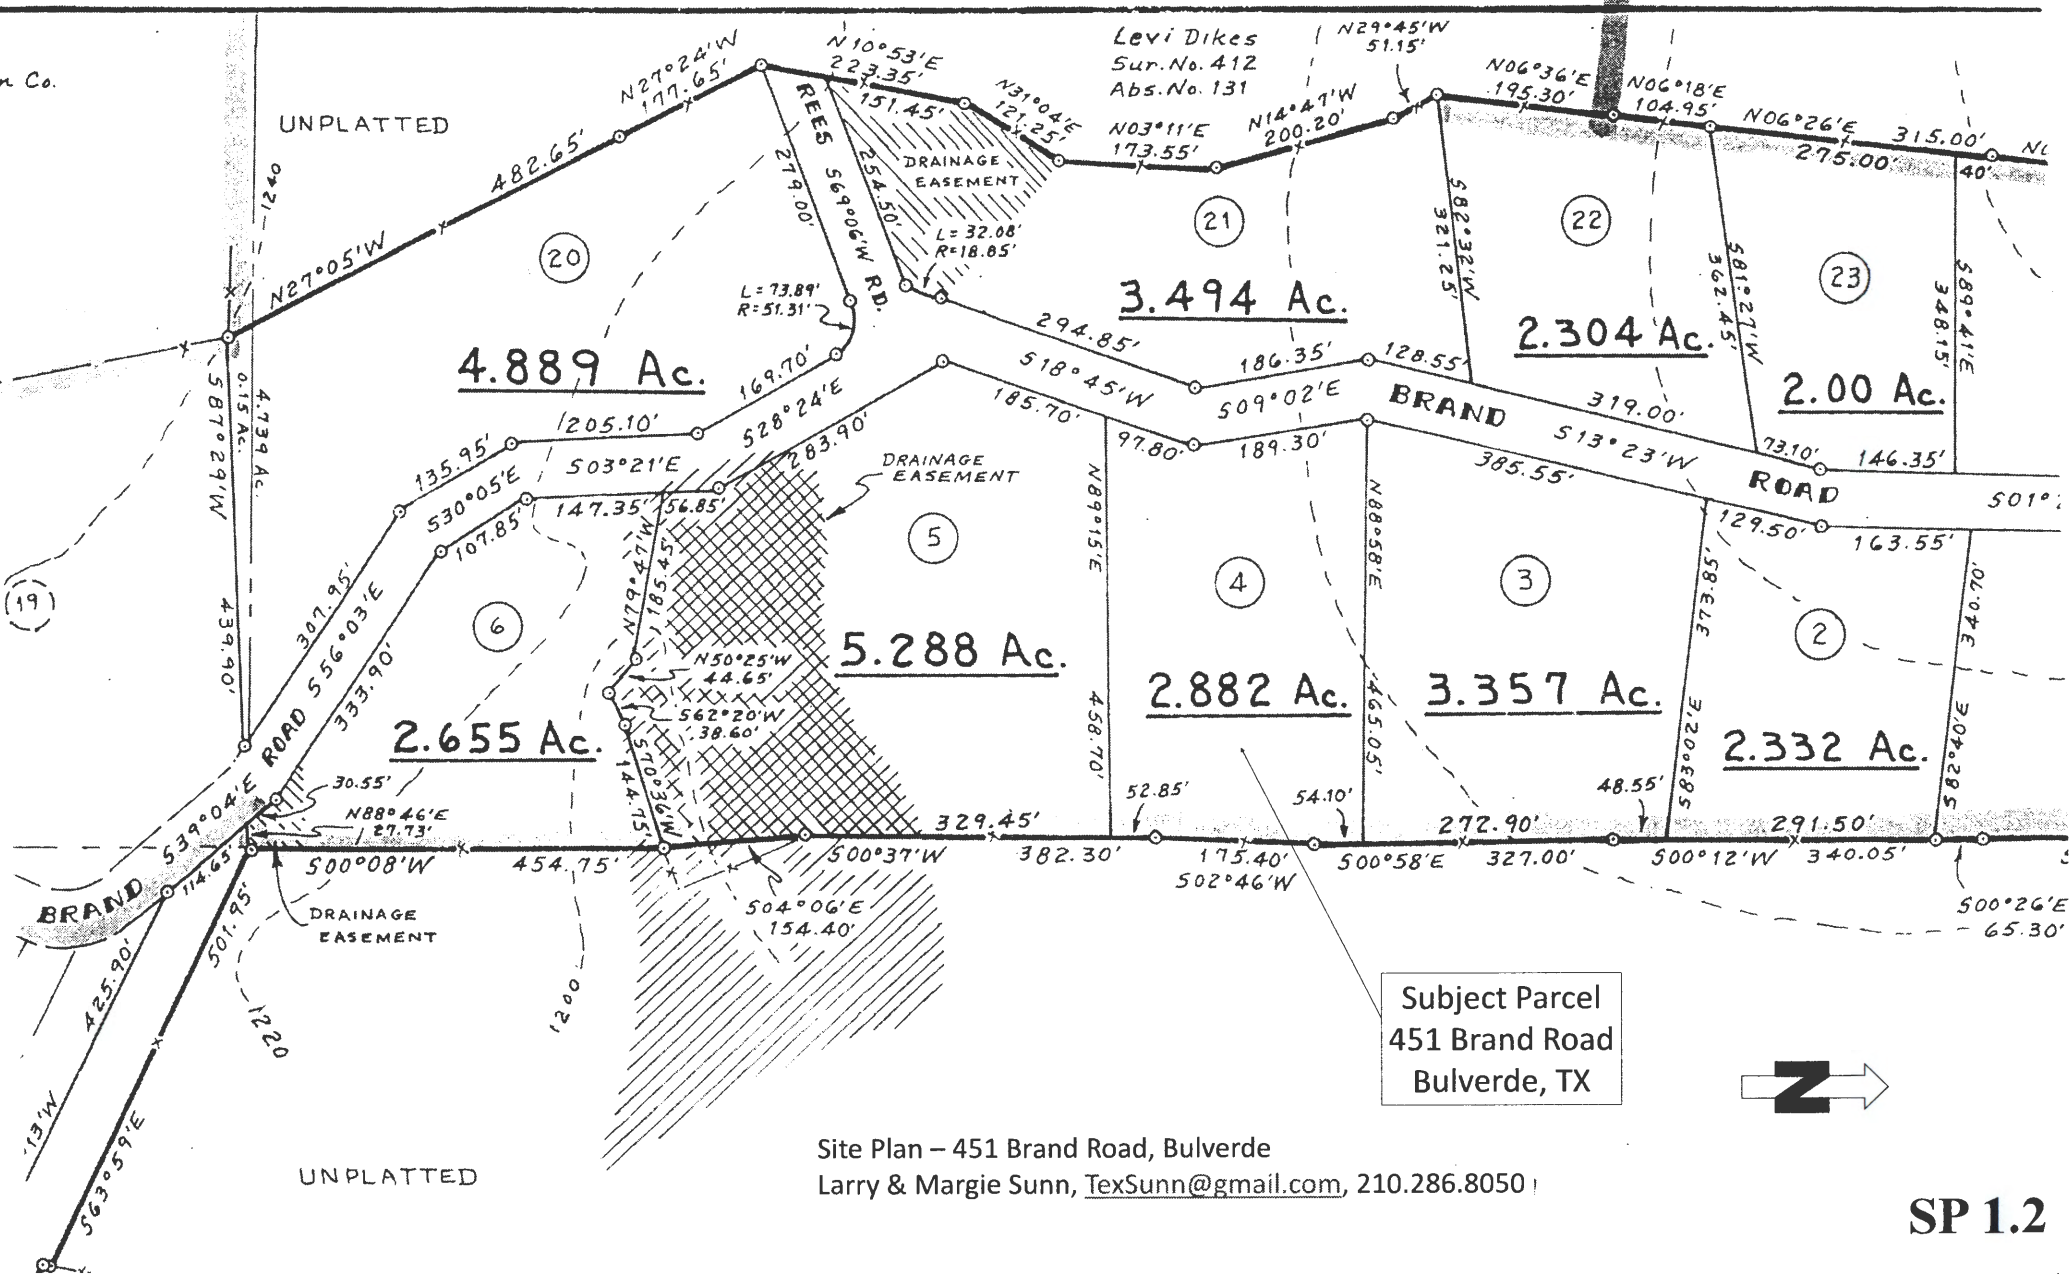 n Co.
UNPLATTED
1240
N27°24'W
177.65'
482.65'
N27°05'W
N10°53'E
223.35'
151.45'
N31°04'E
121.25'
Levi Dikes
Sur. No. 412
Abs. No. 131
N03°11'E
173.55'
N14°47'W
200.20'
N29°45'W
51.15'
N06°36'E
195.30'
N06°18'E
104.95'
N06°26'E
275.00'
315.00'
40'
REES S69°06'W RD.
279.00'
254.50'
DRAINAGE
EASEMENT
L=32.08'
R=18.85'
L=73.89'
R=51.31'
20
4.889 Ac.
21
3.494 Ac.
22
2.304 Ac.
23
2.00 Ac.
S82°32'W
321.25'
S81°27'W
362.45'
S89°41'E
348.15'
0.15 Ac.
4.739 Ac.
S87°29'W
439.90'
19
294.85'
S18°45'W
185.70'
97.80'
186.35'
S09°02'E
189.30'
128.55'
BRAND
319.00'
S13°23'W
385.55'
73.10'
ROAD
146.35'
129.50'
163.55'
169.70'
S28°24'E
283.90'
205.10'
S03°21'E
147.35'
56.85'
135.95'
S30°05'E
107.85'
307.95'
ROAD S56°03'E
333.90'
DRAINAGE
EASEMENT
N79°47'W
185.45'
N50°25'W
44.65'
S62°20'W
38.60'
S70°36'W
144.75'
6
2.655 Ac.
5
5.288 Ac.
4
2.882 Ac.
3
3.357 Ac.
2
2.332 Ac.
N89°15'E
458.70'
N88°58'E
465.05'
373.85'
S83°02'E
340.70'
S82°40'E
30.55'
N88°46'E
27.73'
BRAND S39°04'E
114.65'
S00°08'W
454.75'
S04°06'E
154.40'
329.45'
S00°37'W
382.30'
52.85'
175.40'
S02°46'W
54.10'
S00°58'E
272.90'
327.00'
48.55'
S00°12'W
291.50'
340.05'
S00°26'E
65.30'
DRAINAGE
EASEMENT
501.95'
425.90'
13'W
S63°59'E
1220
1200
UNPLATTED
Subject Parcel
451 Brand Road
Bulverde, TX
N
Site Plan – 451 Brand Road, Bulverde
Larry & Margie Sunn, TexSunn@gmail.com, 210.286.8050
SP 1.2